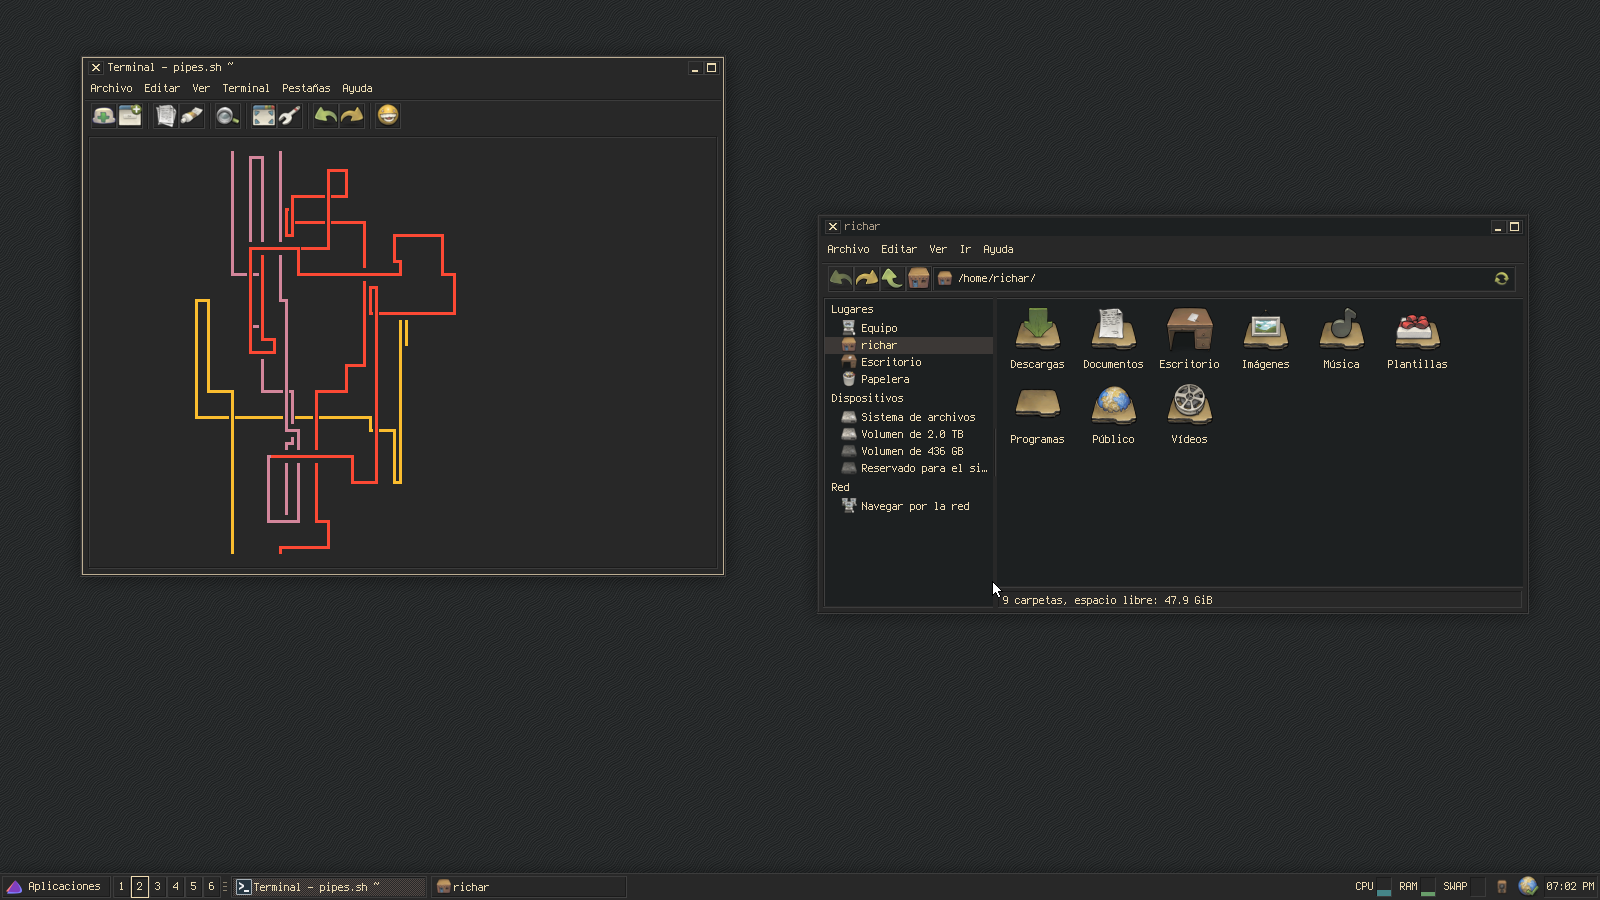 Terminal - pipes.sh ~
Archivo Editar Ver Terminal Pestañas Ayuda
richar
Archivo Editar Ver Ir Ayuda
/home/richar/
Lugares
Equipo
richar
Escritorio
Papelera
Dispositivos
Sistema de archivos
Volumen de 2.0 TB
Volumen de 436 GB
Reservado para el si…
Red
Navegar por la red
Descargas Documentos Escritorio Imágenes Música Plantillas
Programas Público Vídeos
9 carpetas, espacio libre: 47.9 GiB
Aplicaciones 1 2 3 4 5 6 Terminal - pipes.sh ~ richar CPU RAM SWAP 07:02 PM